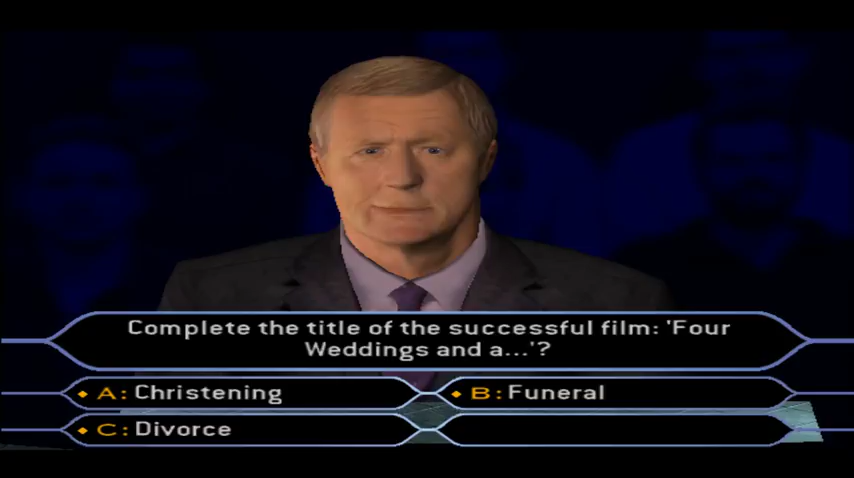 Complete the title of the successful film: 'Four
Weddings and a...'?
A: Christening
B: Funeral
C: Divorce